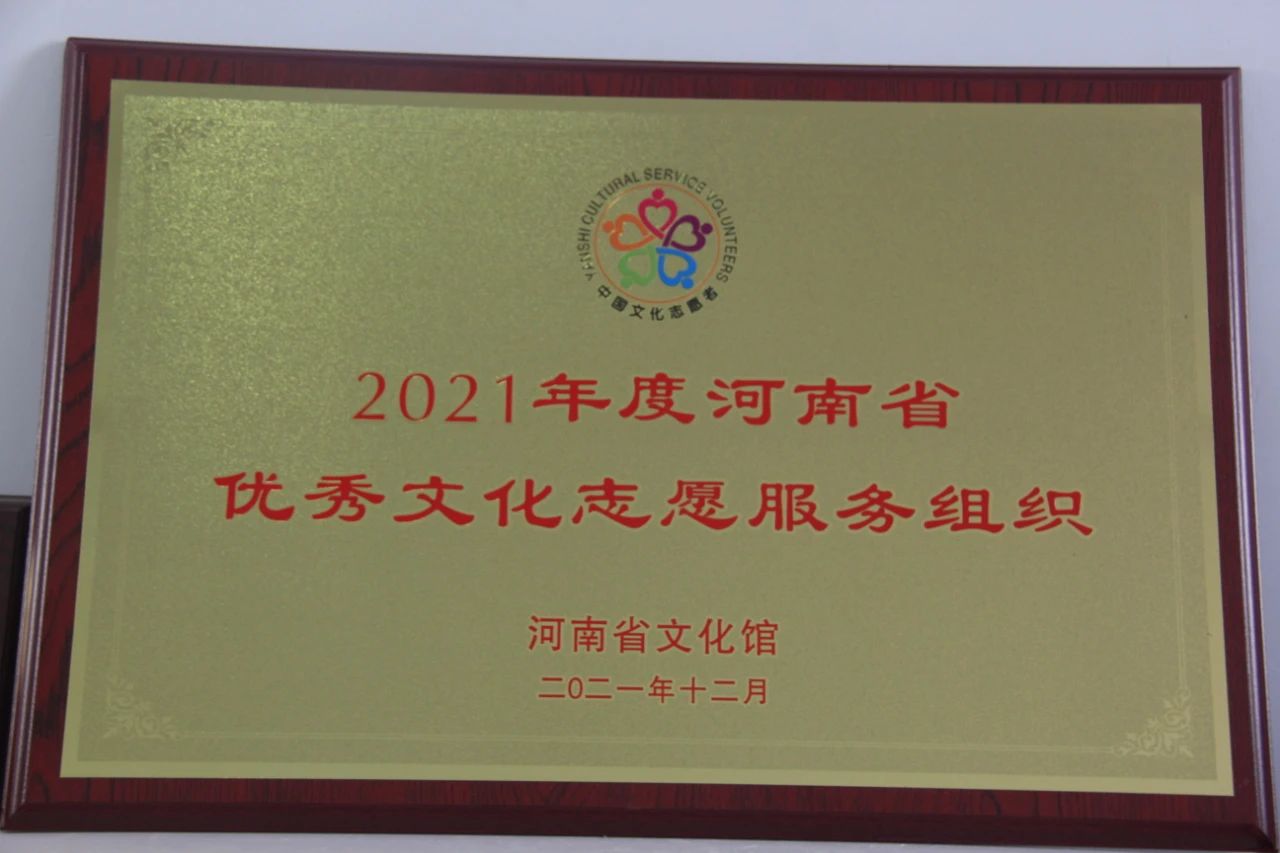 YANSHI CULTURAL SERVICE VOLUNTEERS
中国文化志愿者
2021年度河南省
优秀文化志愿服务组织
河南省文化馆
二〇二一年十二月